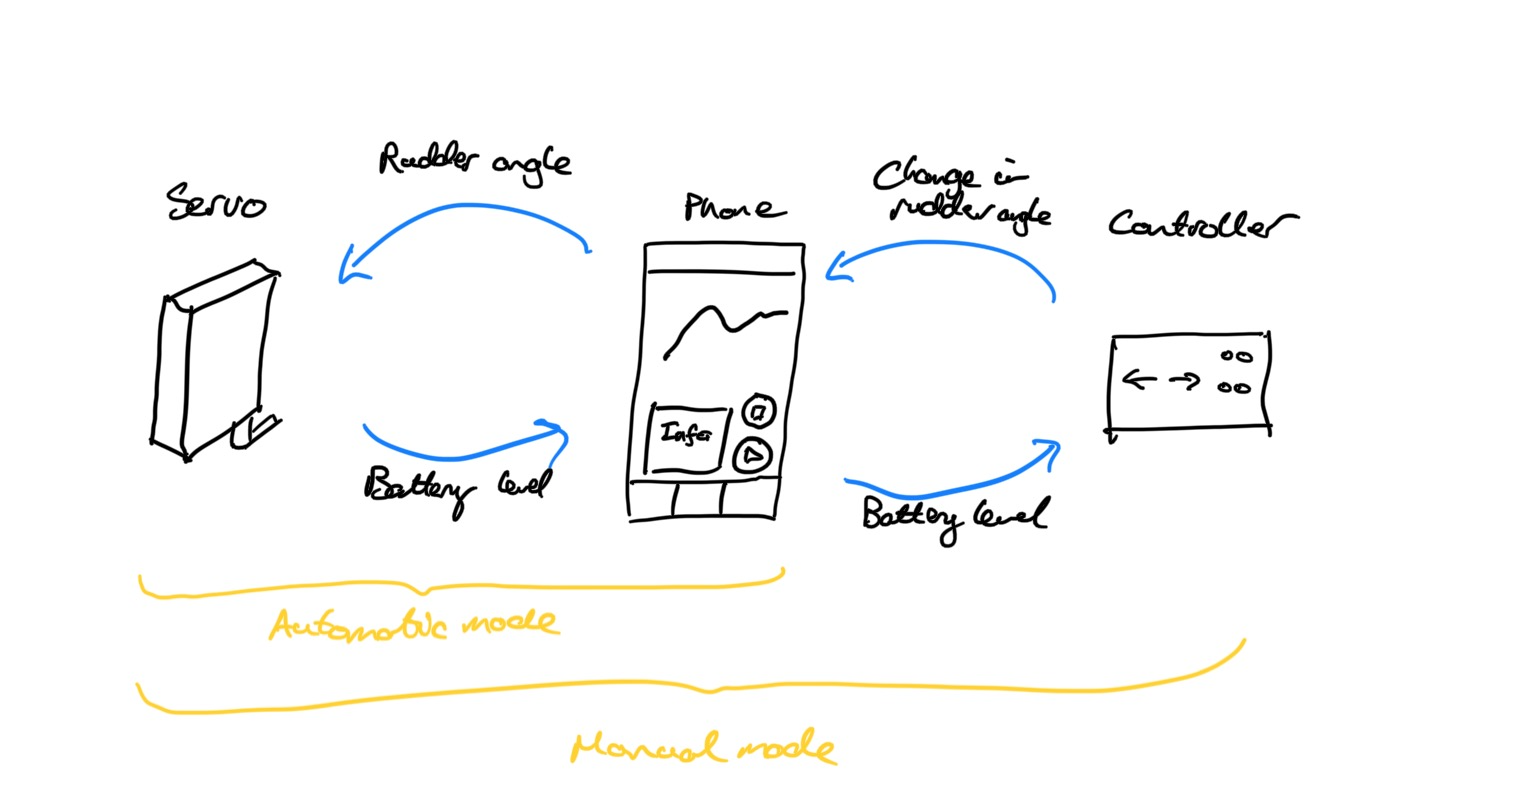 Rudder angle
Servo
Phone
Change in
rudder angle
Controller
Info
Battery level
Battery level
Automatic mode
Manual mode